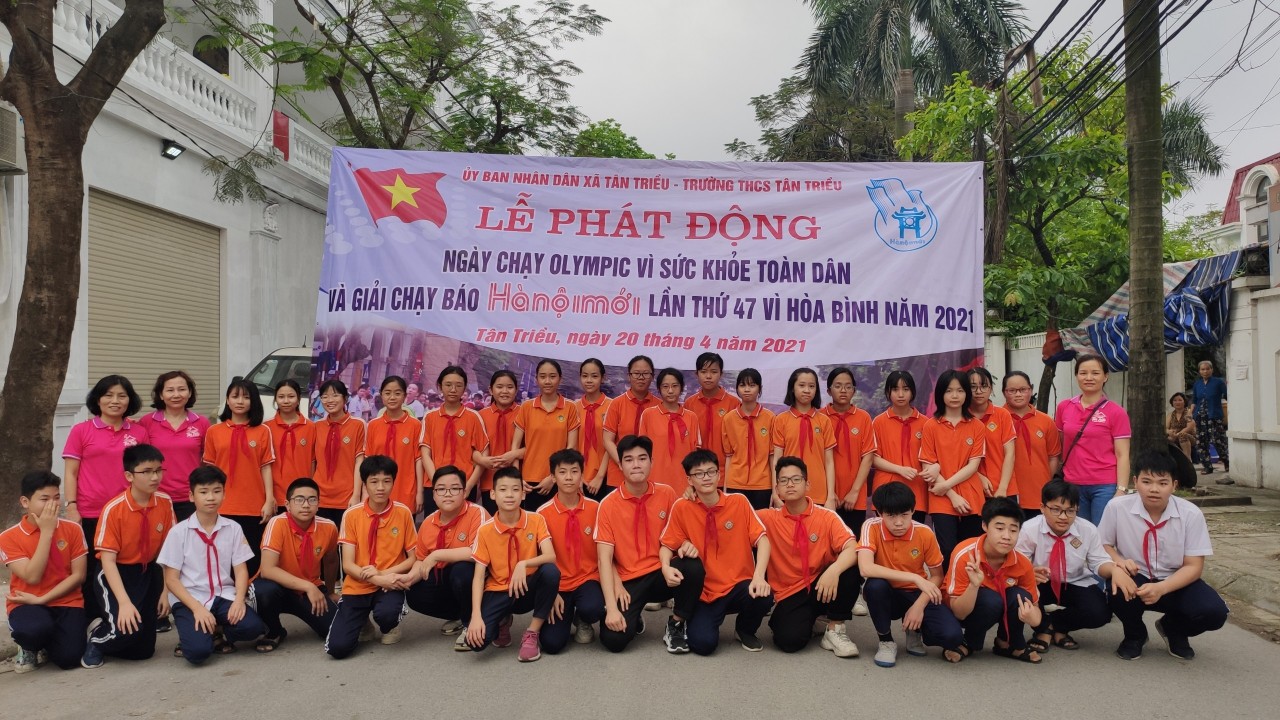 ỦY BAN NHÂN DÂN XÃ TÂN TRIỀU - TRƯỜNG THCS TÂN TRIỀU
LỄ PHÁT ĐỘNG
NGÀY CHẠY OLYMPIC VÌ SỨC KHỎE TOÀN DÂN
VÀ GIẢI CHẠY BÁO Hànộimới LẦN THỨ 47 VÌ HÒA BÌNH NĂM 2021
Tân Triều, ngày 20 tháng 4 năm 2021
Hànộimới